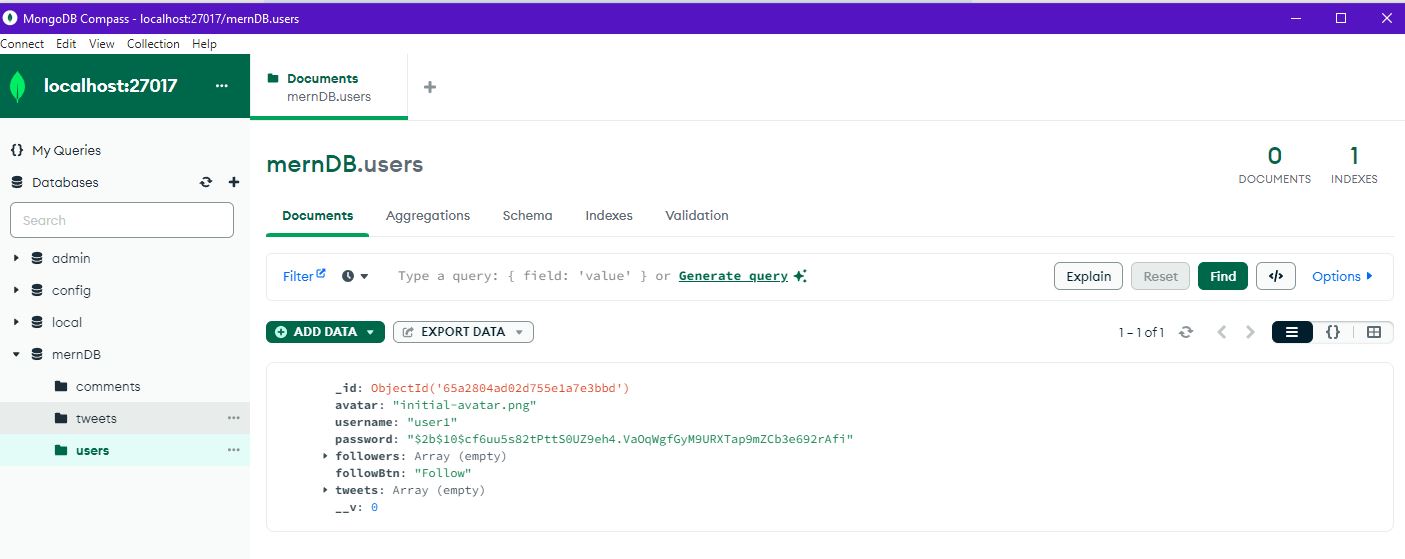 MongoDB Compass - localhost:27017/mernDB.users
Connect Edit View Collection Help
localhost:27017 ...
Documents
mernDB.users
My Queries
Databases
Search
admin
config
local
mernDB
comments
tweets
users
mernDB.users
0 DOCUMENTS
1 INDEXES
Documents Aggregations Schema Indexes Validation
Filter Type a query: { field: 'value' } or Generate query Explain Reset Find </> Options
ADD DATA EXPORT DATA 1 – 1 of 1 {}
_id: ObjectId('65a2804ad02d755e1a7e3bbd')
avatar: "initial-avatar.png"
username: "user1"
password: "$2b$10$cf6uu5s82tPttS0UZ9eh4.VaOqWgfGyM9URXTap9mZCb3e692rAfi"
followers: Array (empty)
followBtn: "Follow"
tweets: Array (empty)
__v: 0